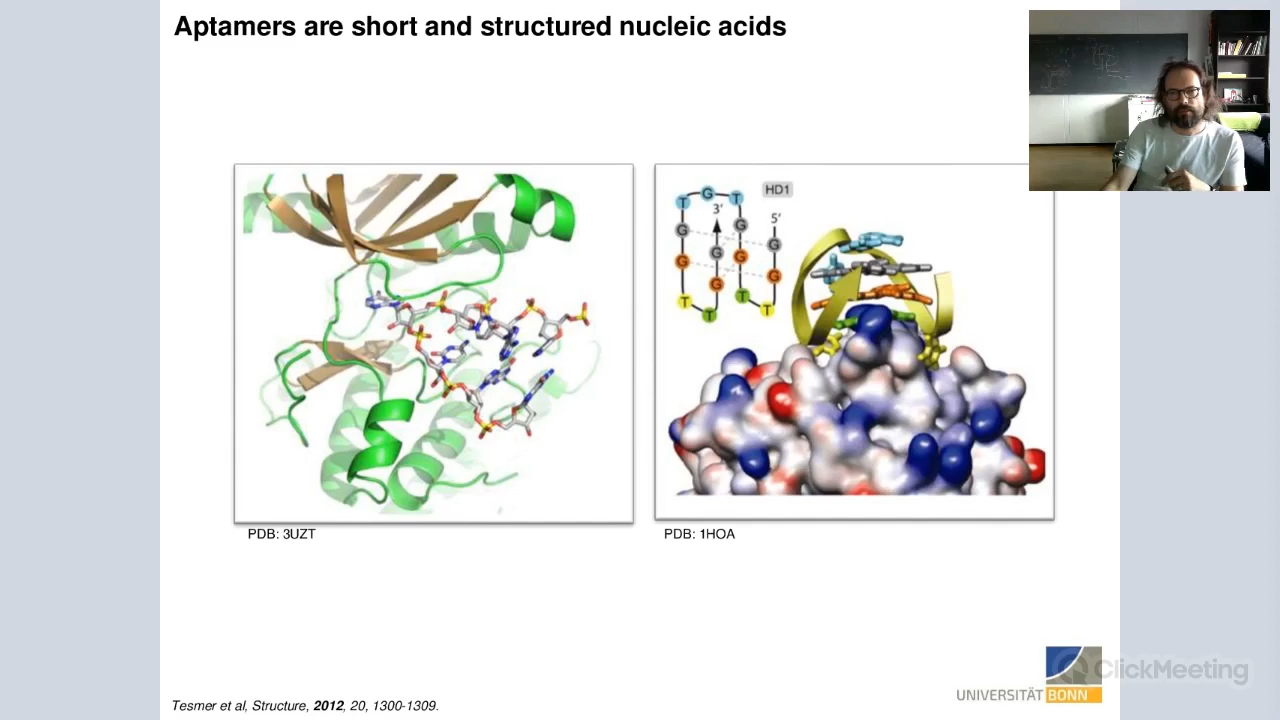 Aptamers are short and structured nucleic acids
HD1
T G T
3'
5'
T
G
G
G
G
G
G
G
G
T
T
T
T
PDB: 3UZT
PDB: 1HOA
ClickMeeting
UNIVERSITÄT BONN
Tesmer et al, Structure, 2012, 20, 1300-1309.